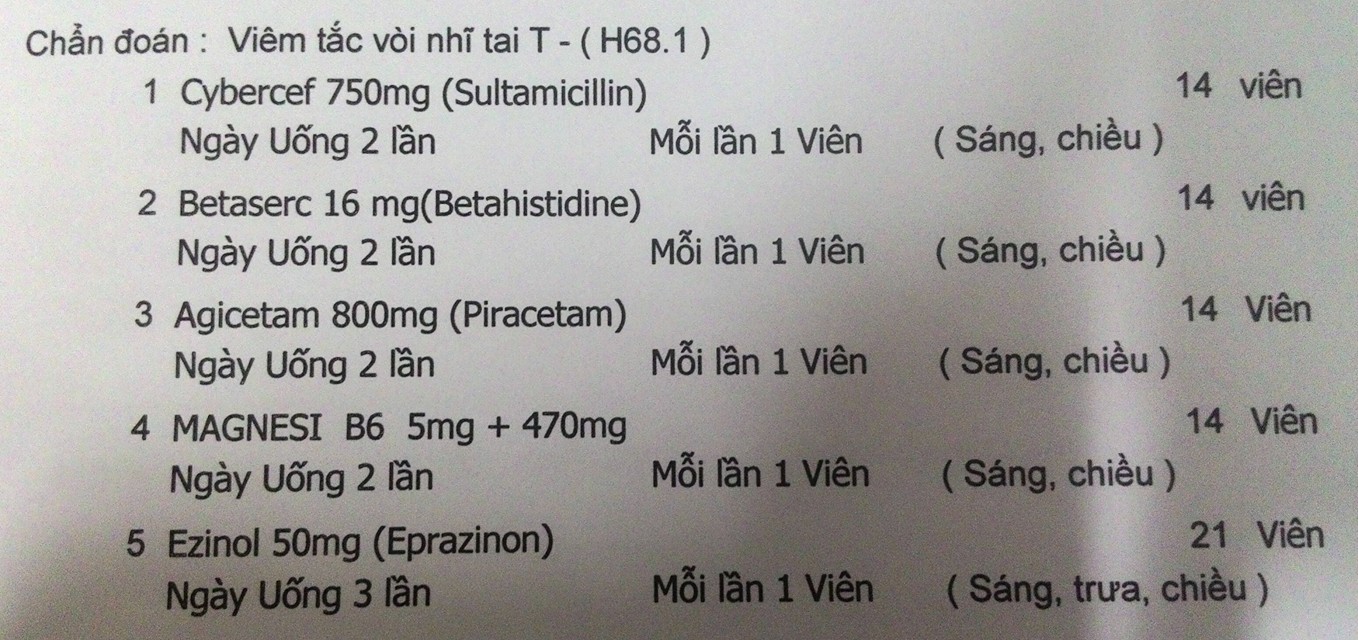 Chẩn đoán : Viêm tắc vòi nhĩ tai T - ( H68.1 )
1 Cybercef 750mg (Sultamicillin) 14 viên
Ngày Uống 2 lần Mỗi lần 1 Viên ( Sáng, chiều )
2 Betaserc 16 mg(Betahistidine) 14 viên
Ngày Uống 2 lần Mỗi lần 1 Viên ( Sáng, chiều )
3 Agicetam 800mg (Piracetam) 14 Viên
Ngày Uống 2 lần Mỗi lần 1 Viên ( Sáng, chiều )
4 MAGNESI B6 5mg + 470mg 14 Viên
Ngày Uống 2 lần Mỗi lần 1 Viên ( Sáng, chiều )
5 Ezinol 50mg (Eprazinon) 21 Viên
Ngày Uống 3 lần Mỗi lần 1 Viên ( Sáng, trưa, chiều )